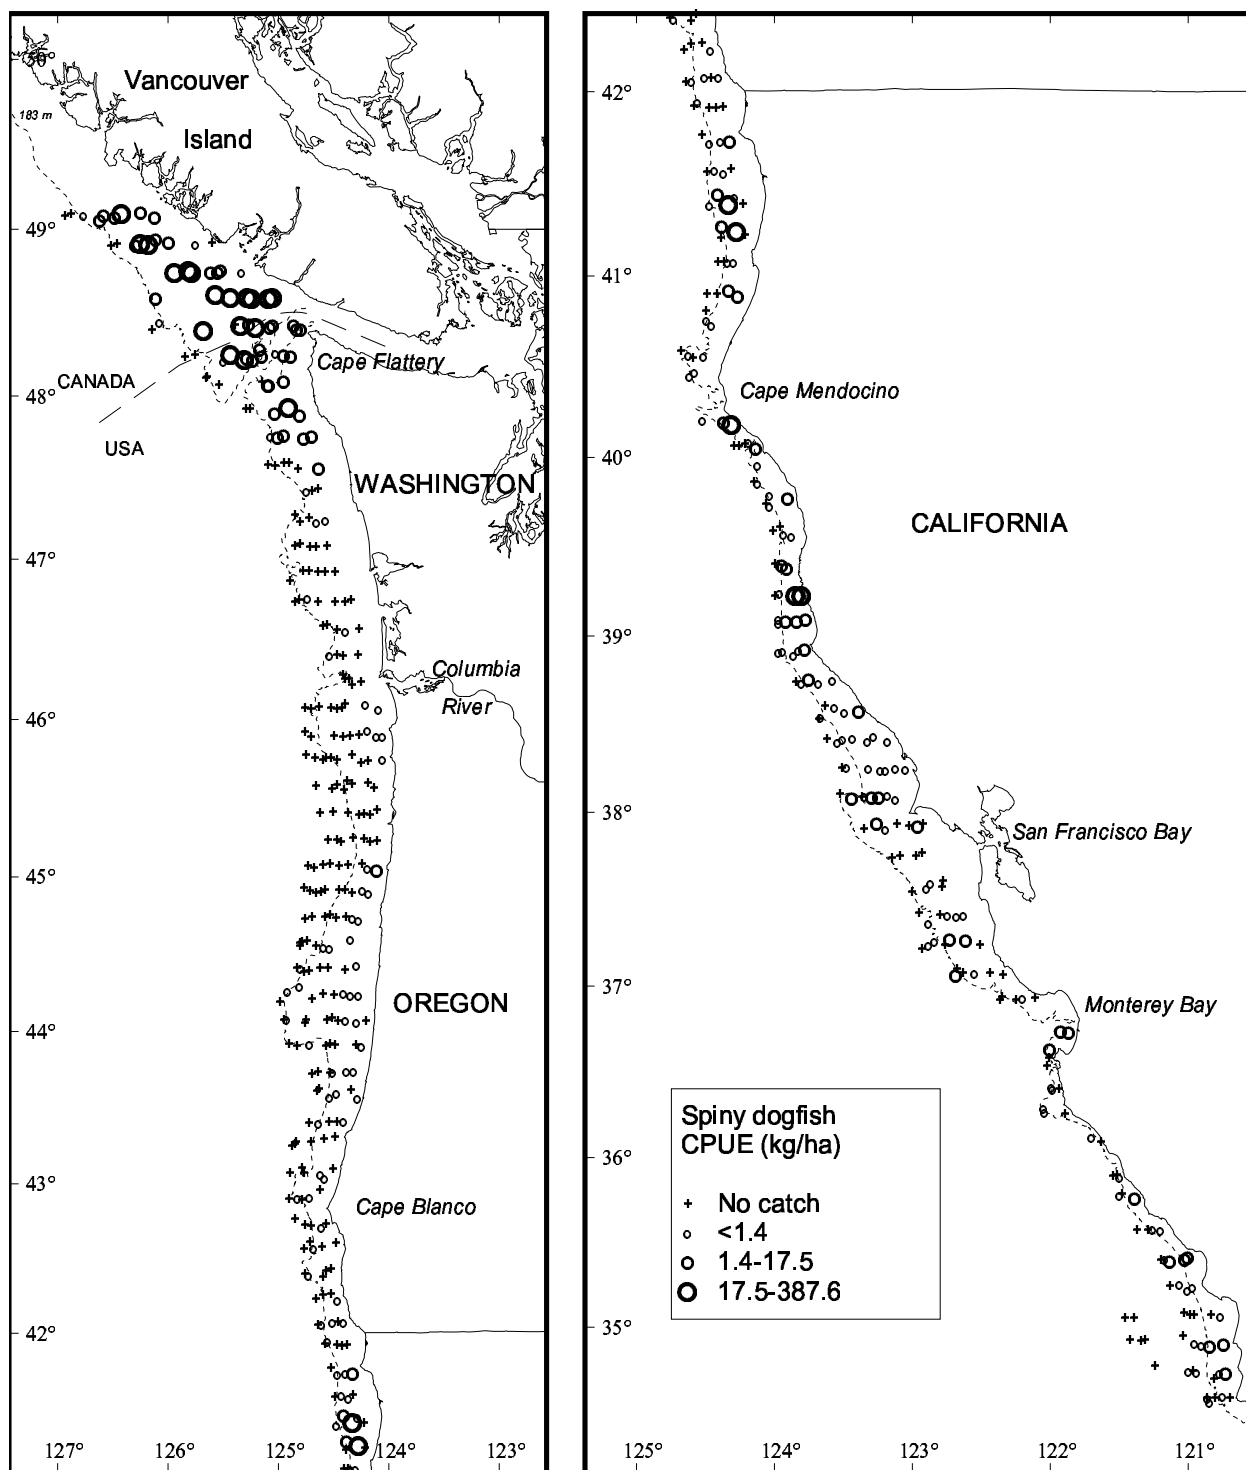 Vancouver
Island
183 m
49°
CANADA
48°
USA
Cape Flattery
WASHINGTON
47°
Columbia
River
46°
45°
OREGON
44°
43°
Cape Blanco
42°
127°
126°
125°
124°
123°
42°
41°
Cape Mendocino
40°
CALIFORNIA
39°
38°
San Francisco Bay
37°
Monterey Bay
36°
35°
Spiny dogfish
CPUE (kg/ha)
No catch
<1.4
1.4-17.5
17.5-387.6
125°
124°
123°
122°
121°